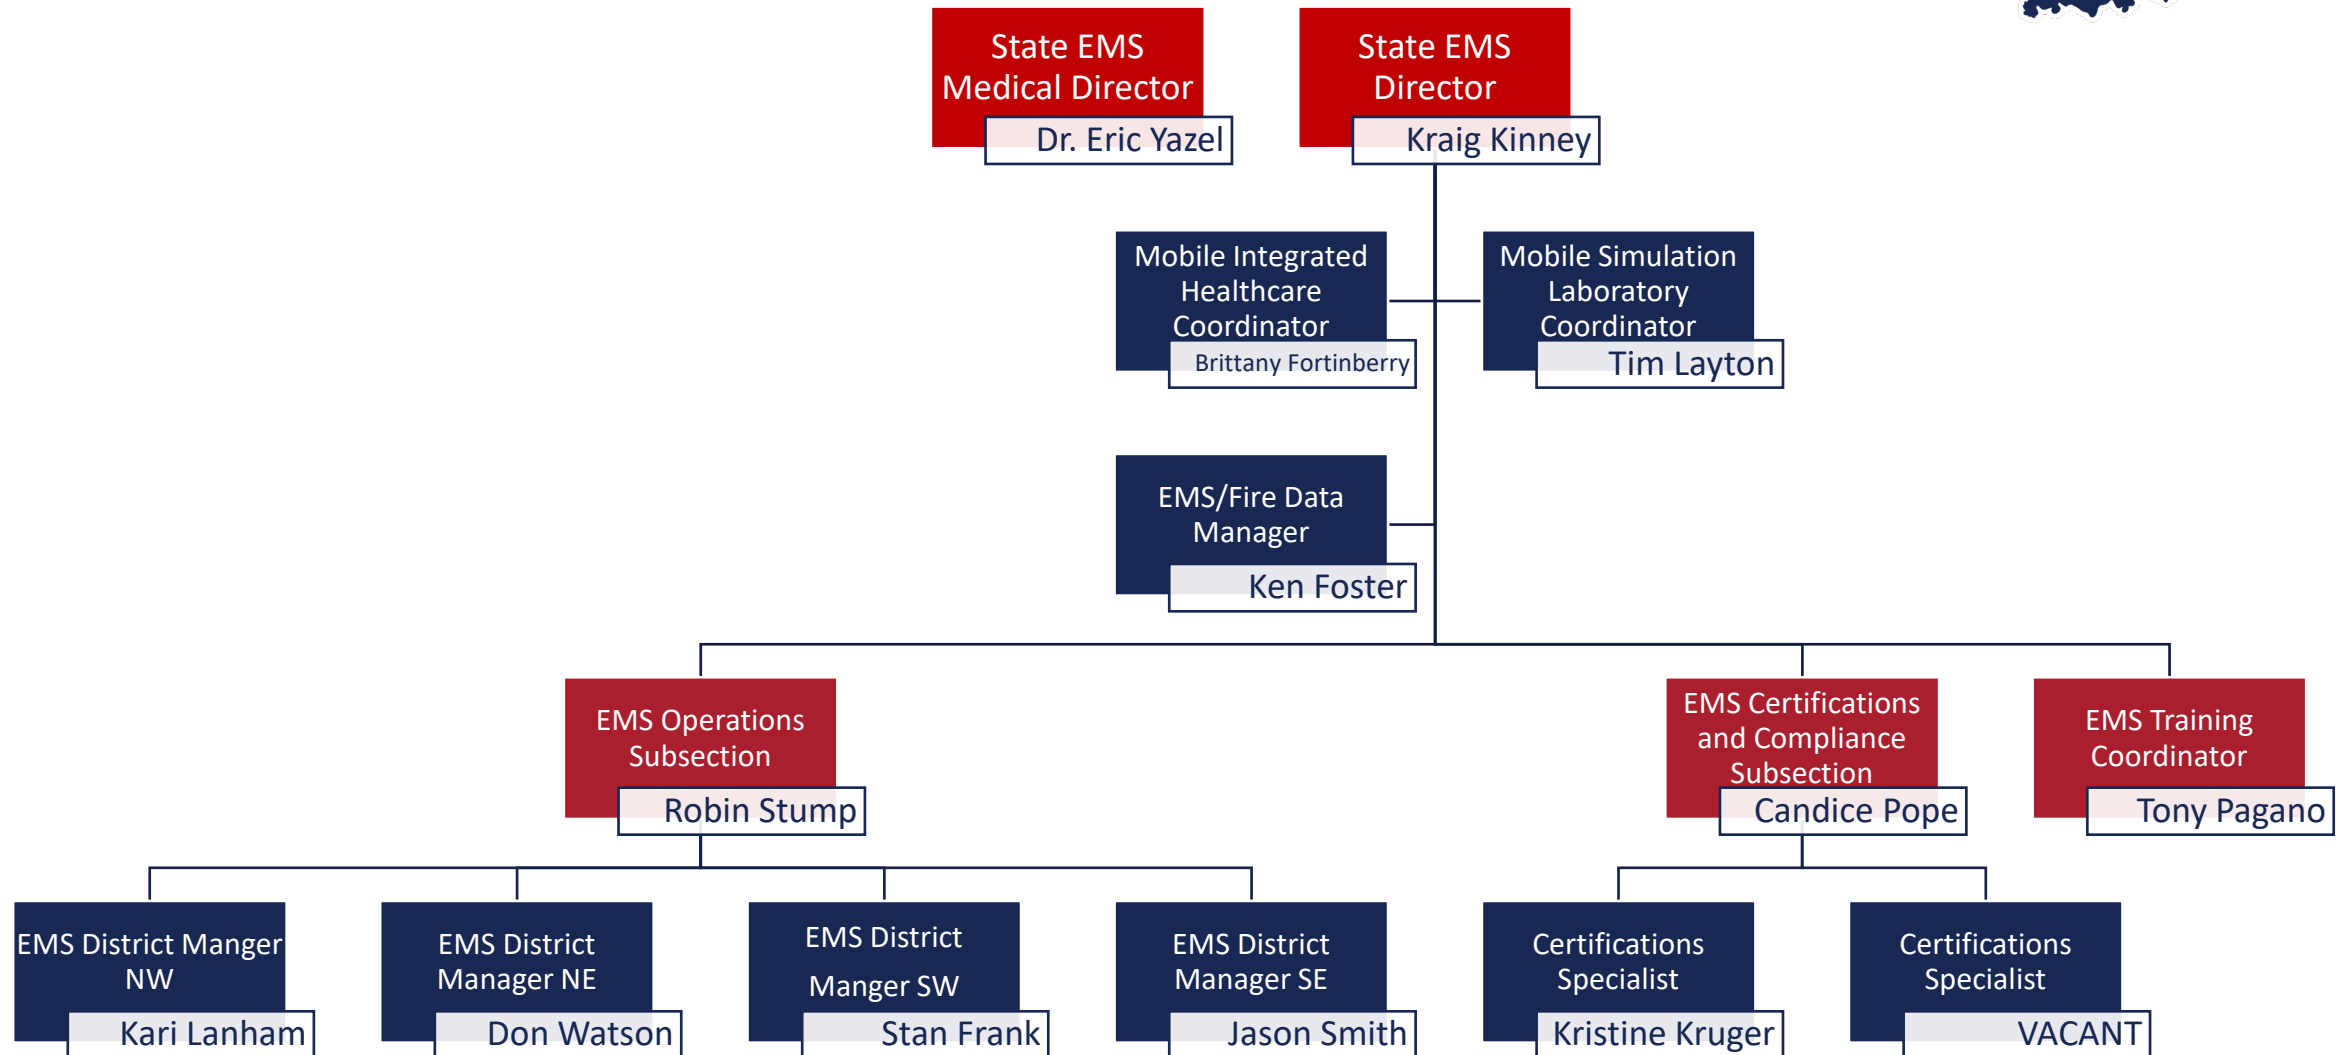 State EMS
Medical Director
Dr. Eric Yazel
State EMS
Director
Kraig Kinney
Mobile Integrated
Healthcare
Coordinator
Brittany Fortinberry
Mobile Simulation
Laboratory
Coordinator
Tim Layton
EMS/Fire Data
Manager
Ken Foster
EMS Operations
Subsection
Robin Stump
EMS Certifications
and Compliance
Subsection
Candice Pope
EMS Training
Coordinator
Tony Pagano
EMS District Manger
NW
Kari Lanham
EMS District
Manager NE
Don Watson
EMS District
Manger SW
Stan Frank
EMS District
Manager SE
Jason Smith
Certifications
Specialist
Kristine Kruger
Certifications
Specialist
VACANT